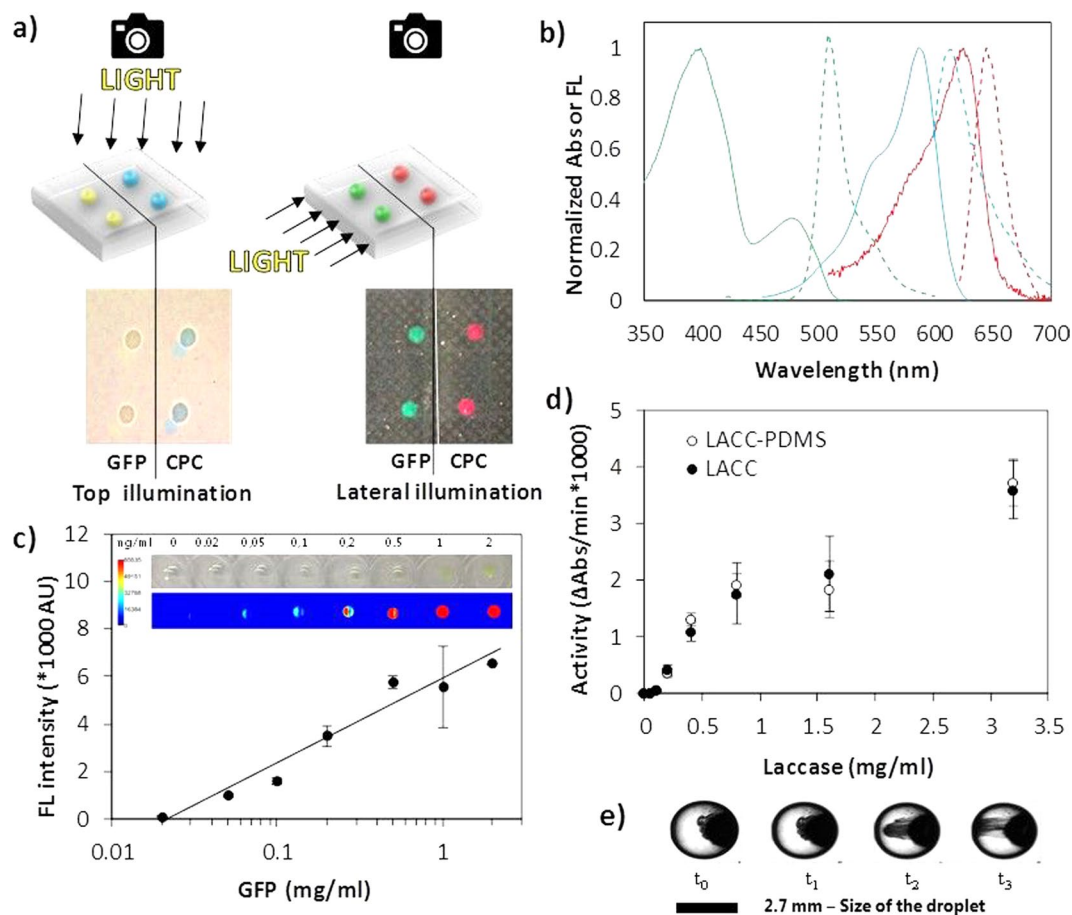 a)
LIGHT
LIGHT
GFP CPC
Top illumination
GFP CPC
Lateral illumination
b)
Normalized Abs or FL
1
0.8
0.6
0.4
0.2
0
350 400 450 500 550 600 650 700
Wavelength (nm)
c)
FL intensity (*1000 AU)
12
10
8
6
4
2
0
ng/ml 0 0.02 0.05 0.1 0.2 0.5 1 2
0.01 0.1 1
GFP (mg/ml)
d)
Activity (ΔAbs/min*1000)
5
4
3
2
1
0
LACC-PDMS
LACC
0 0.5 1 1.5 2 2.5 3 3.5
Laccase (mg/ml)
e)
t0 t1 t2 t3
2.7 mm – Size of the droplet